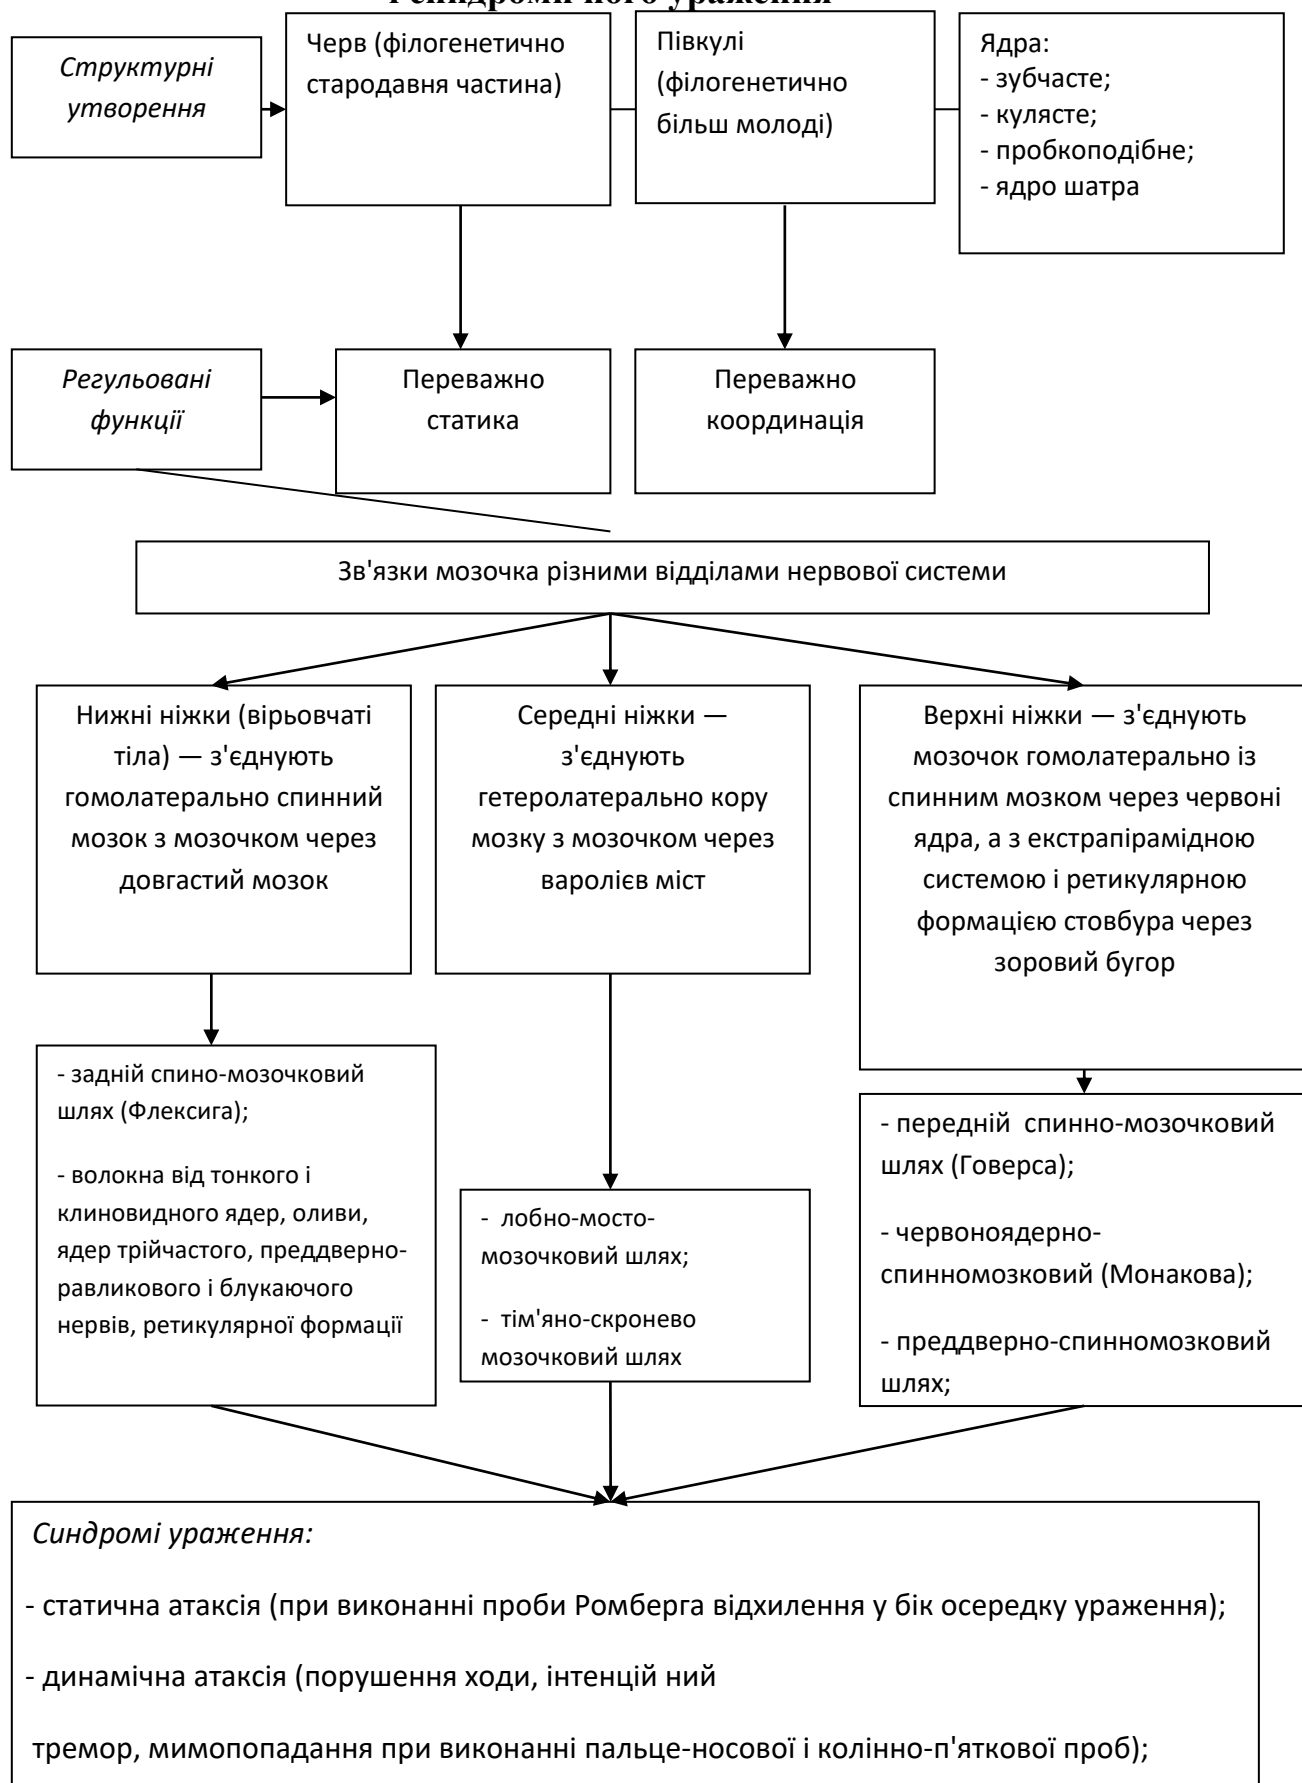 і синдроми його ураження
Структурні
утворення
Черв (філогенетично
стародавня частина)
Півкулі
(філогенетично
більш молоді)
Ядра:
- зубчасте;
- кулясте;
- пробкоподібне;
- ядро шатра
Регульовані
функції
Переважно
статика
Переважно
координація
Зв'язки мозочка різними відділами нервової системи
Нижні ніжки (вірьовчаті
тіла) — з'єднують
гомолатерально спинний
мозок з мозочком через
довгастий мозок
Середні ніжки —
з'єднують
гетеролатерально кору
мозку з мозочком через
варолієв міст
Верхні ніжки — з'єднують
мозочок гомолатерально із
спинним мозком через червоні
ядра, а з екстрапірамідною
системою і ретикулярною
формацією стовбура через
зоровий бугор
- задній спино-мозочковий
шлях (Флексига);
- волокна від тонкого і
клиновидного ядер, оливи,
ядер трійчастого, преддверно-
равликового і блукаючого
нервів, ретикулярної формації
- лобно-мосто-
мозочковий шлях;
- тім'яно-скронево
мозочковий шлях
- передній спинно-мозочковий
шлях (Говерса);
- червоноядерно-
спинномозковий (Монакова);
- преддверно-спинномозковий
шлях;
Синдромі ураження:
- статична атаксія (при виконанні проби Ромберга відхилення у бік осередку ураження);
- динамічна атаксія (порушення ходи, інтенцій ний
тремор, мимопопадання при виконанні пальце-носової і колінно-п'яткової проб);